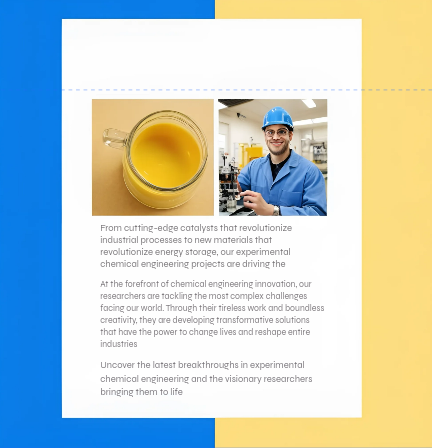 From cutting-edge catalysts that revolutionize
industrial processes to new materials that
revolutionize energy storage, our experimental
chemical engineering projects are driving the
At the forefront of chemical engineering innovation, our
researchers are tackling the most complex challenges
facing our world. Through their tireless work and boundless
creativity, they are developing transformative solutions
that have the power to change lives and reshape entire
industries
Uncover the latest breakthroughs in experimental
chemical engineering and the visionary researchers
bringing them to life